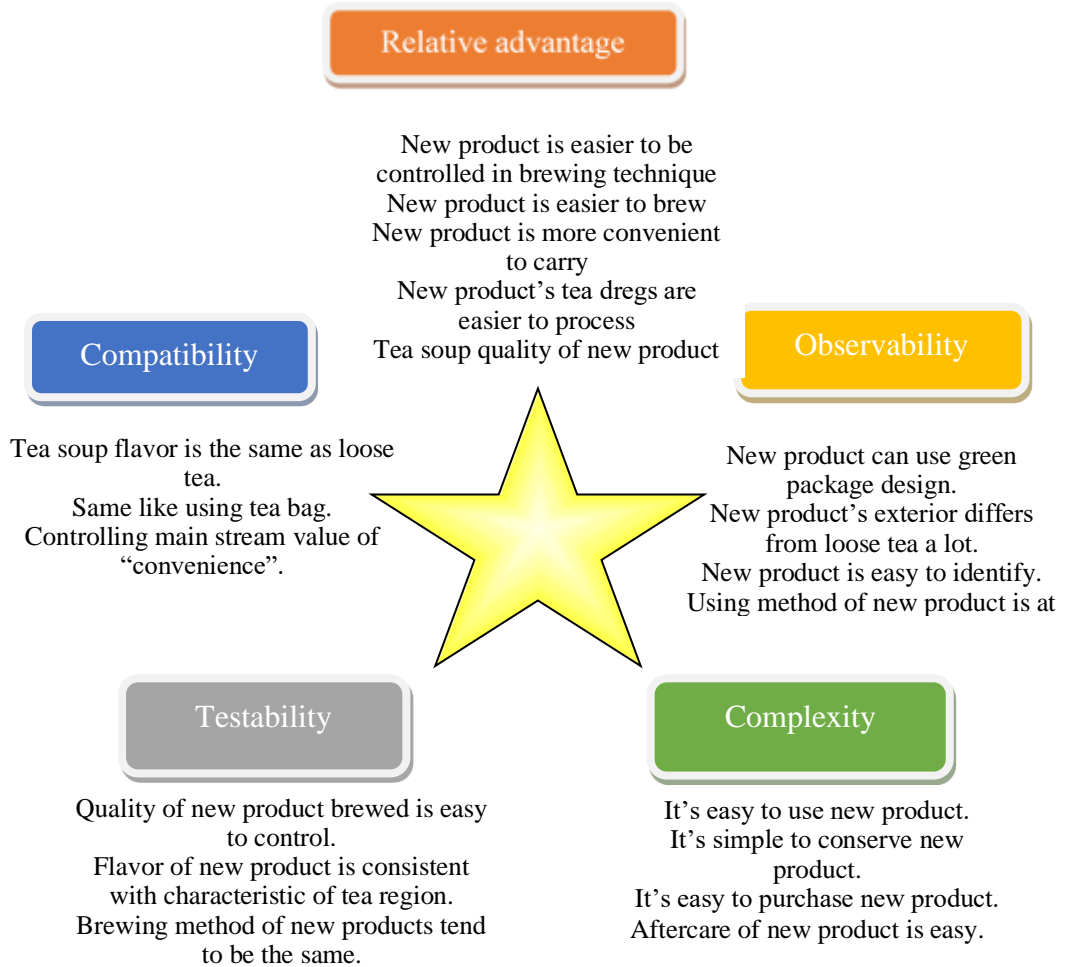 Relative advantage
New product is easier to be
controlled in brewing technique
New product is easier to brew
New product is more convenient
to carry
New product’s tea dregs are
easier to process
Tea soup quality of new product
Compatibility
Tea soup flavor is the same as loose
tea.
Same like using tea bag.
Controlling main stream value of
“convenience”.
Observability
New product can use green
package design.
New product’s exterior differs
from loose tea a lot.
New product is easy to identify.
Using method of new product is at
Testability
Quality of new product brewed is easy
to control.
Flavor of new product is consistent
with characteristic of tea region.
Brewing method of new products tend
to be the same.
Complexity
It’s easy to use new product.
It’s simple to conserve new
product.
It’s easy to purchase new product.
Aftercare of new product is easy.